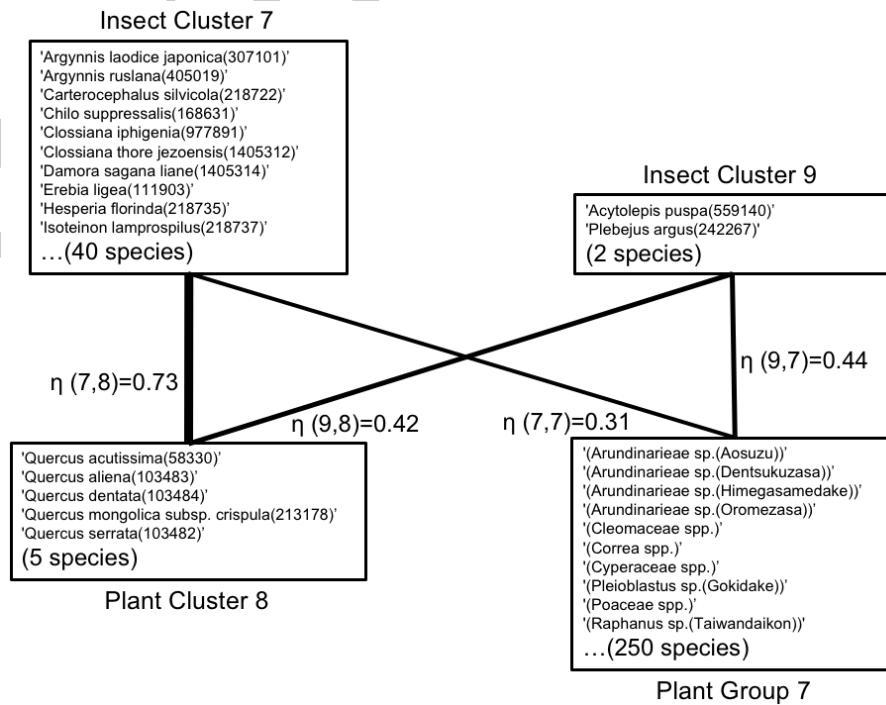 Insect Cluster 7
'Argynnis laodice japonica(307101)'
'Argynnis ruslana(405019)'
'Carterocephalus silvicola(218722)'
'Chilo suppressalis(168631)'
'Clossiana iphigenia(977891)'
'Clossiana thore jezoensis(1405312)'
'Damora sagana liane(1405314)'
'Erebia ligea(111903)'
'Hesperia florinda(218735)'
'Isoteinon lamprospilus(218737)'
…(40 species)
Insect Cluster 9
'Acytolepis puspa(559140)'
'Plebejus argus(242267)'
(2 species)
η (7,8)=0.73
η (9,8)=0.42
η (7,7)=0.31
η (9,7)=0.44
'Quercus acutissima(58330)'
'Quercus aliena(103483)'
'Quercus dentata(103484)'
'Quercus mongolica subsp. crispula(213178)'
'Quercus serrata(103482)'
(5 species)
Plant Cluster 8
'(Arundinarieae sp.(Aosuzu))'
'(Arundinarieae sp.(Dentsukuzasa))'
'(Arundinarieae sp.(Himegasamedake))'
'(Arundinarieae sp.(Oromezasa))'
'(Cleomaceae spp.)'
'(Correa spp.)'
'(Cyperaceae spp.)'
'(Pleioblastus sp.(Gokidake))'
'(Poaceae spp.)'
'(Raphanus sp.(Taiwandaikon))'
…(250 species)
Plant Group 7